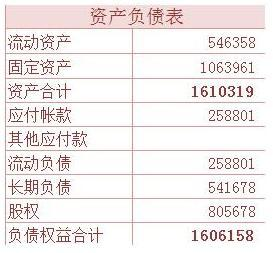 资产负债表
流动资产 546358
固定资产 1063961
资产合计 1610319
应付帐款 258801
其他应付款
流动负债 258801
长期负债 541678
股权 805678
负债权益合计 1606158